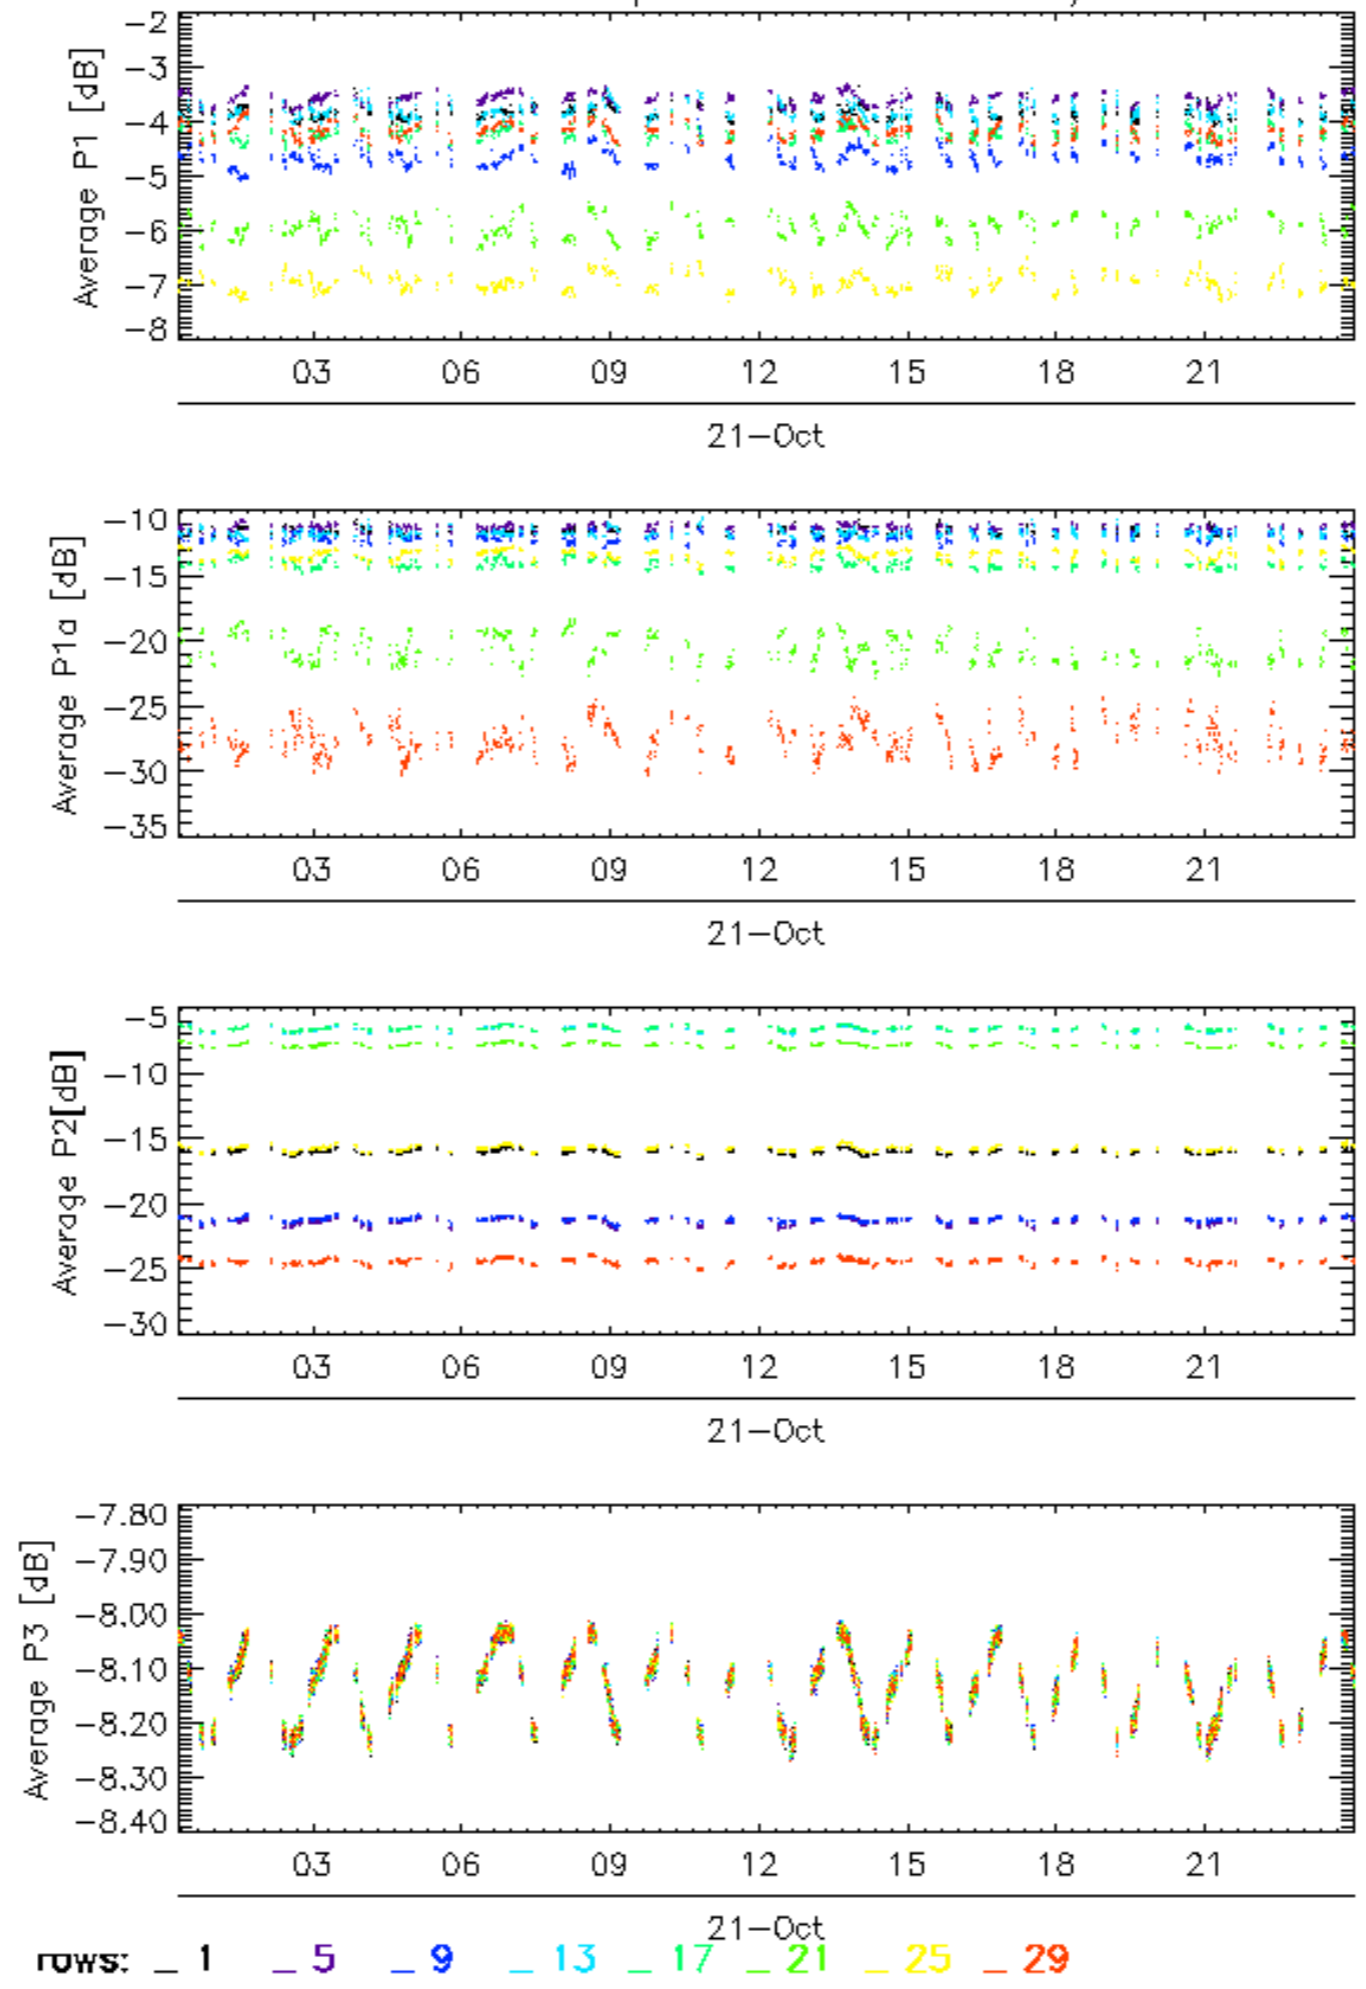 -2
-3
-4
-5
-6
-7
-8
Average P1 [dB]
03 06 09 12 15 18 21
21-Oct
-10
-15
-20
-25
-30
-35
Average P1a [dB]
03 06 09 12 15 18 21
21-Oct
-5
-10
-15
-20
-25
-30
Average P2[dB]
03 06 09 12 15 18 21
21-Oct
-7.80
-7.90
-8.00
-8.10
-8.20
-8.30
-8.40
Average P3 [dB]
03 06 09 12 15 18 21
21-Oct
rows: _ 1 _ 5 _ 9 _ 13 _ 17 _ 21 _ 25 _ 29